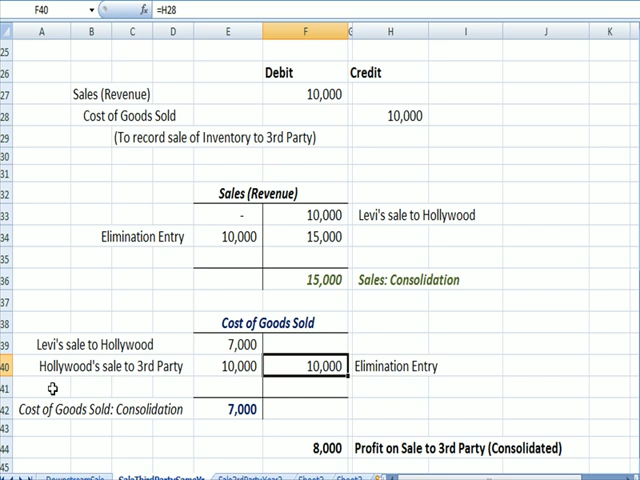 F40 fx =H28
A B C D E F G H I J K
25
26 Debit Credit
27 Sales (Revenue) 10,000
28 Cost of Goods Sold 10,000
29 (To record sale of Inventory to 3rd Party)
30
31
32 Sales (Revenue)
33 - 10,000 Levi's sale to Hollywood
34 Elimination Entry 10,000 15,000
35
36 15,000 Sales: Consolidation
37
38 Cost of Goods Sold
39 Levi's sale to Hollywood 7,000
40 Hollywood's sale to 3rd Party 10,000 10,000 Elimination Entry
41
42 Cost of Goods Sold: Consolidation 7,000
43
44 8,000 Profit on Sale to 3rd Party (Consolidated)
45
DownstreamSale SaleThirdPartySameYr Sale3rdPartyYear2 Sheet2